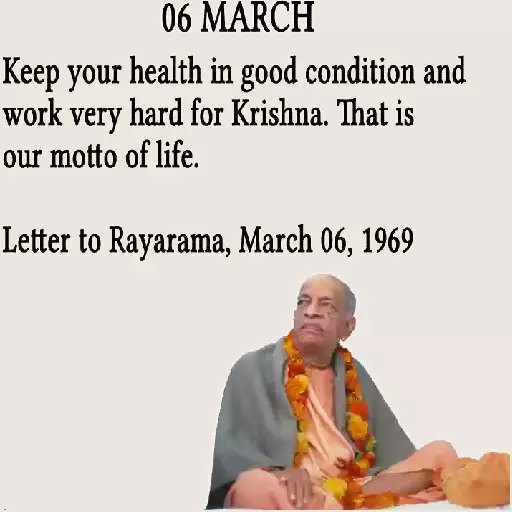 06 MARCH
Keep your health in good condition and
work very hard for Krishna. That is
our motto of life.
Letter to Rayarama, March 06, 1969